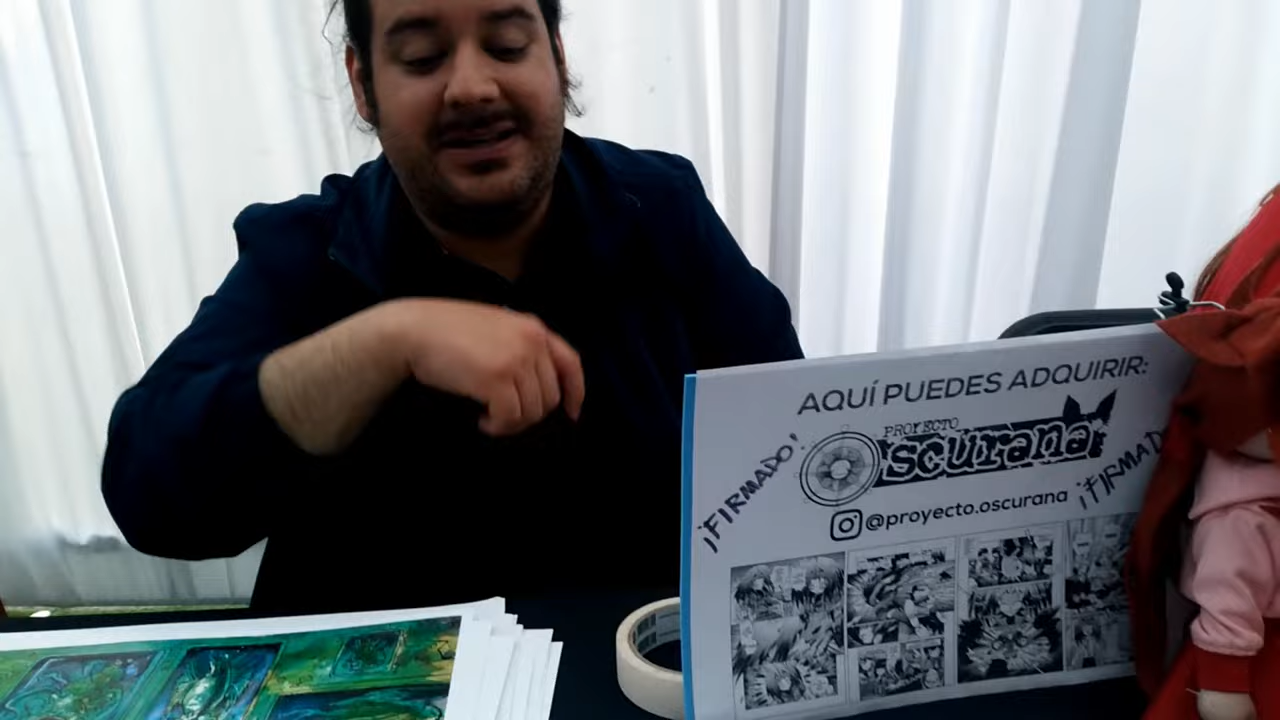 AQUÍ PUEDES ADQUIRIR:
PROYECTO
Oscurana
¡FIRMADO!
¡FIRMAD
@proyecto.oscurana